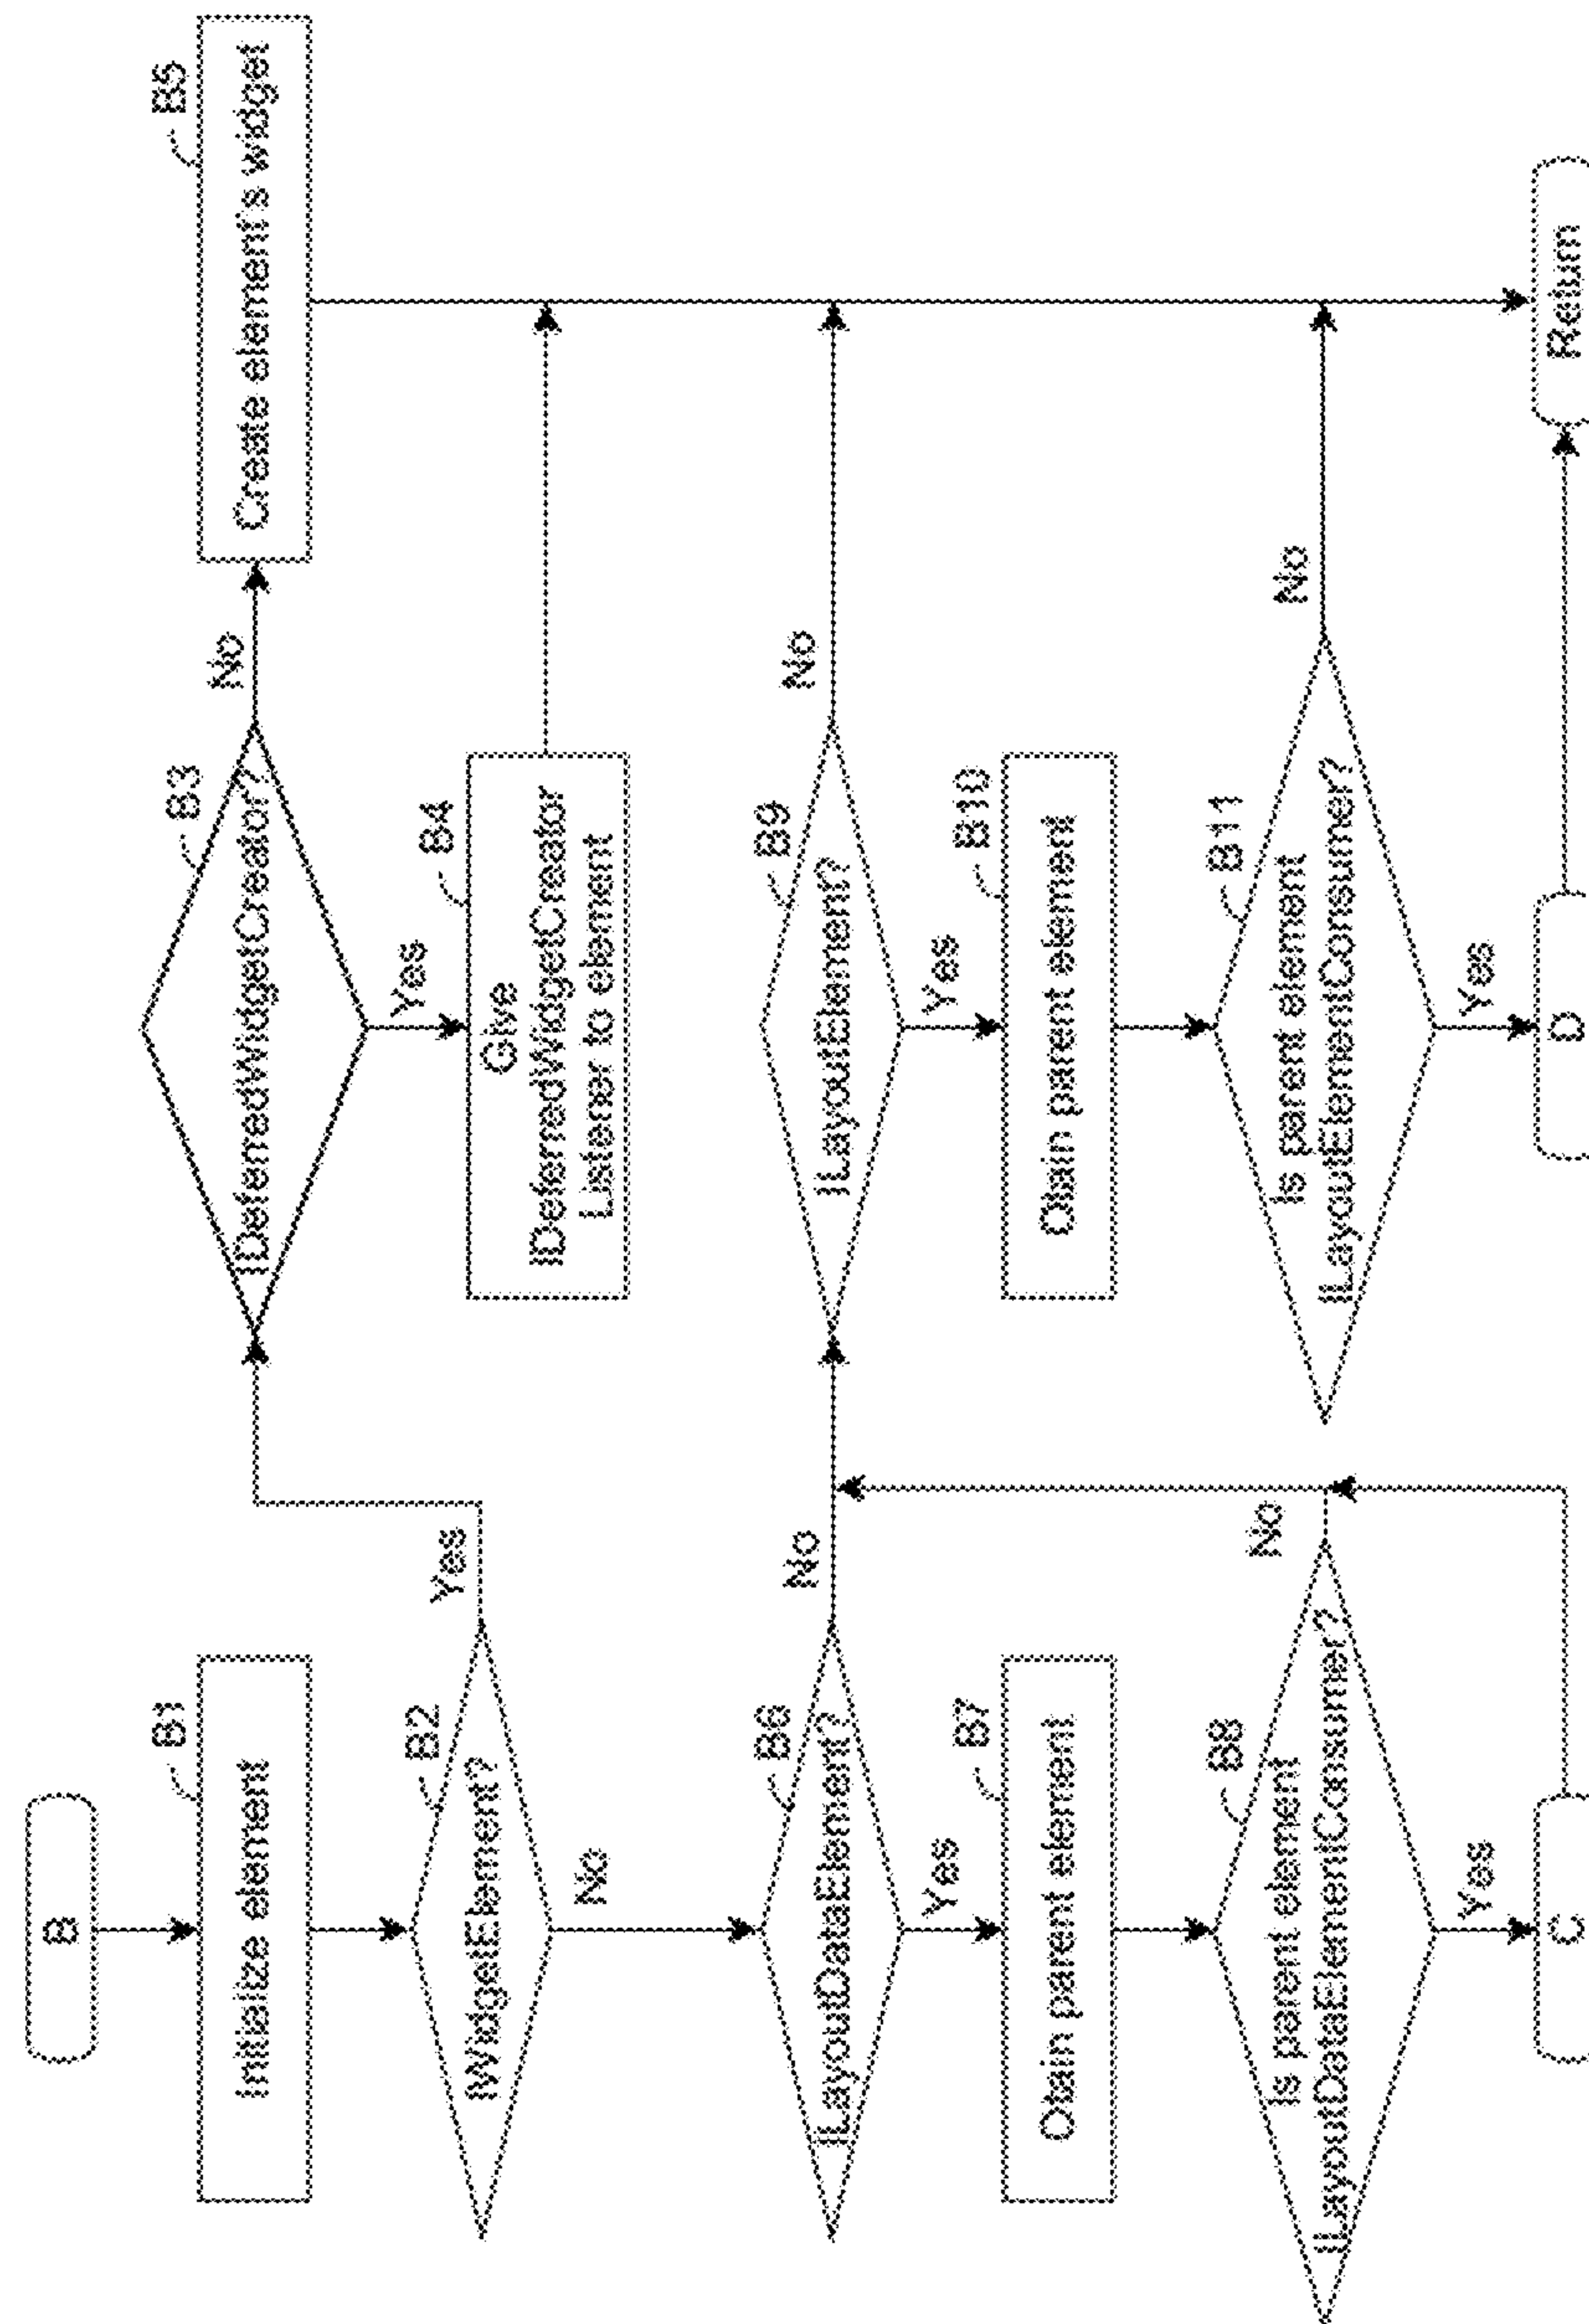 B
B1
Initialize element
B2
IWidgetElement?
Yes
No
B3
IDeferredWidgetCreator?
No
Yes
B4
Give
IDeferredWidgetCreator
Listener to element
B5
Create element's widget
B6
ILayoutDataElement?
No
Yes
B7
Obtain parent element
B8
Is parent element
ILayoutDataElementConsumer?
No
Yes
C
B9
ILayoutElement?
No
Yes
B10
Obtain parent element
B11
Is parent element
ILayoutElementConsumer?
No
Yes
D
Return